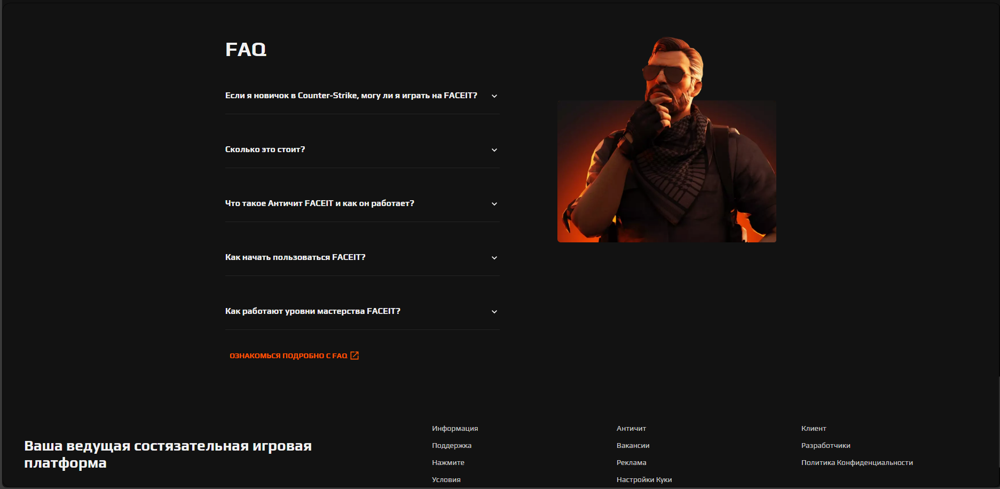 FAQ
Если я новичок в Counter-Strike, могу ли я играть на FACEIT?
Сколько это стоит?
Что такое Античит FACEIT и как он работает?
Как начать пользоваться FACEIT?
Как работают уровни мастерства FACEIT?
ОЗНАКОМЬСЯ ПОДРОБНО С FAQ
Ваша ведущая состязательная игровая
платформа
Информация
Поддержка
Нажмите
Условия
Античит
Вакансии
Реклама
Настройки Куки
Клиент
Разработчики
Политика Конфиденциальности